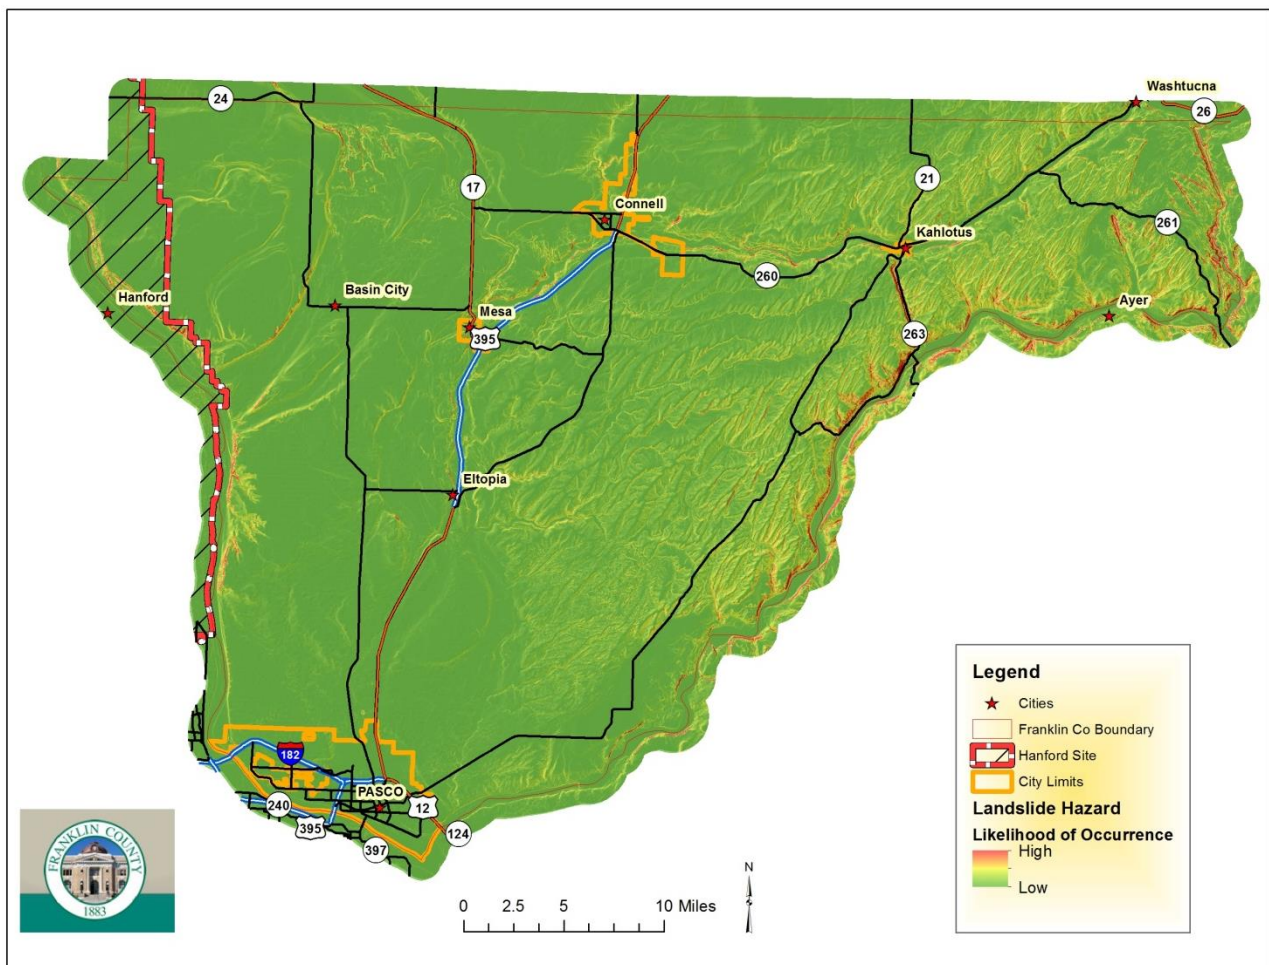 Washtucna
24
26
17
21
Connell
261
Kahlotus
260
Hanford
Basin City
Ayer
Mesa
395
263
Eltopia
182
PASCO
240
12
395
124
397
Legend
Cities
Franklin Co Boundary
Hanford Site
City Limits
Landslide Hazard
Likelihood of Occurrence
High
Low
FRANKLIN COUNTY
1883
N
0 2.5 5 10 Miles